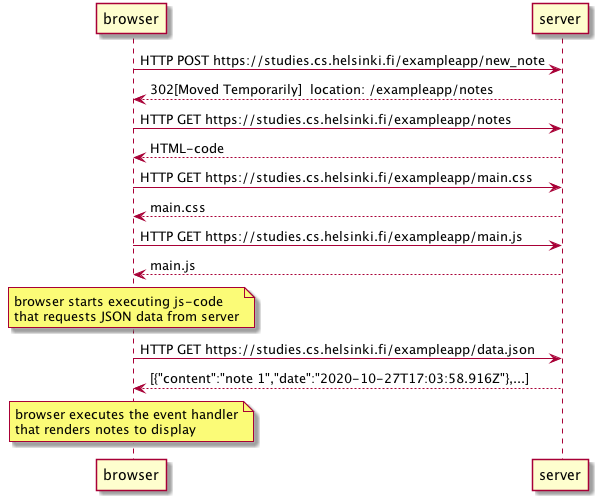 browser
server
HTTP POST https://studies.cs.helsinki.fi/exampleapp/new_note
302[Moved Temporarily]  location: /exampleapp/notes
HTTP GET https://studies.cs.helsinki.fi/exampleapp/notes
HTML-code
HTTP GET https://studies.cs.helsinki.fi/exampleapp/main.css
main.css
HTTP GET https://studies.cs.helsinki.fi/exampleapp/main.js
main.js
browser starts executing js-code
that requests JSON data from server
HTTP GET https://studies.cs.helsinki.fi/exampleapp/data.json
[{"content":"note 1","date":"2020-10-27T17:03:58.916Z"},...]
browser executes the event handler
that renders notes to display
browser
server